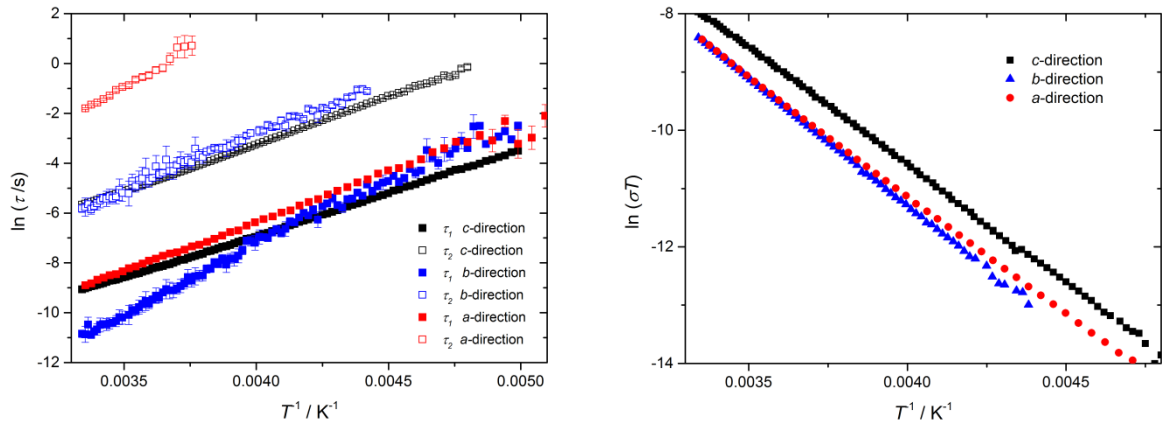 2
0
-2
-4
-6
-8
-10
-12
ln (τ /s)
0.0035
0.0040
0.0045
0.0050
T⁻¹ / K⁻¹
τ₁ c-direction
τ₂ c-direction
τ₁ b-direction
τ₂ b-direction
τ₁ a-direction
τ₂ a-direction
-8
-10
-12
-14
ln (σT)
0.0035
0.0040
0.0045
T⁻¹ / K⁻¹
c-direction
b-direction
a-direction